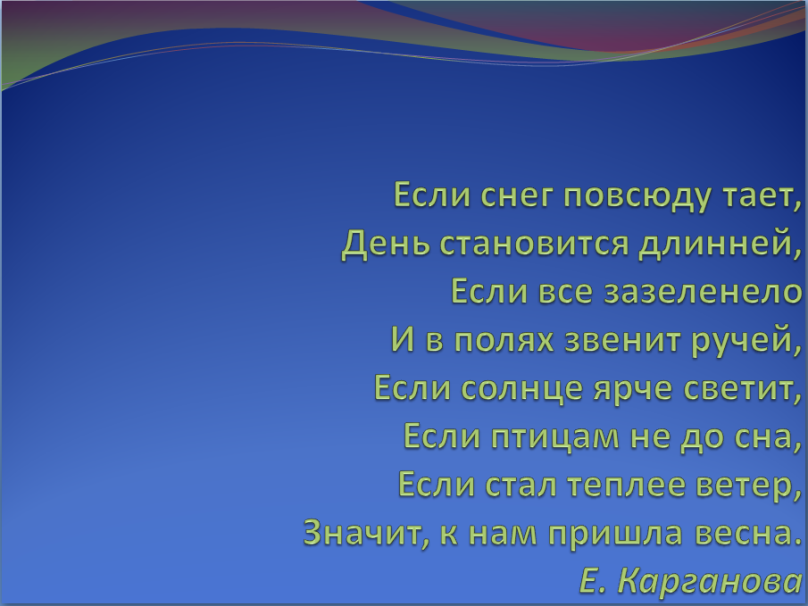 Если снег повсюду тает,
День становится длинней,
Если все зазеленело
И в полях звенит ручей,
Если солнце ярче светит,
Если птицам не до сна,
Если стал теплее ветер,
Значит, к нам пришла весна.
Е. Карганова